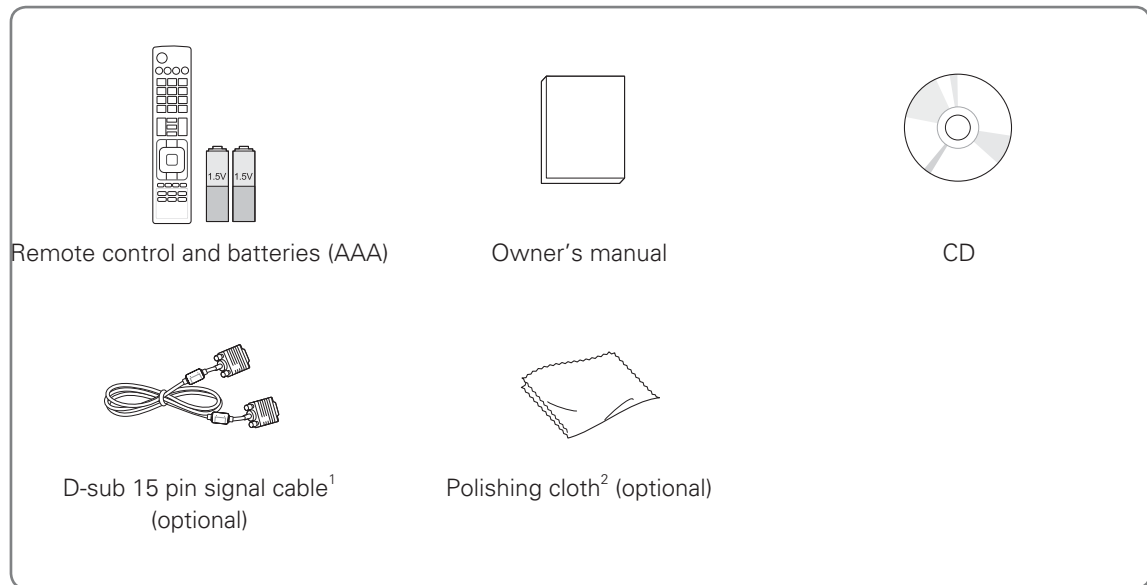 1.5V 1.5V
Remote control and batteries (AAA)
Owner's manual
CD
D-sub 15 pin signal cable1
(optional)
Polishing cloth2 (optional)